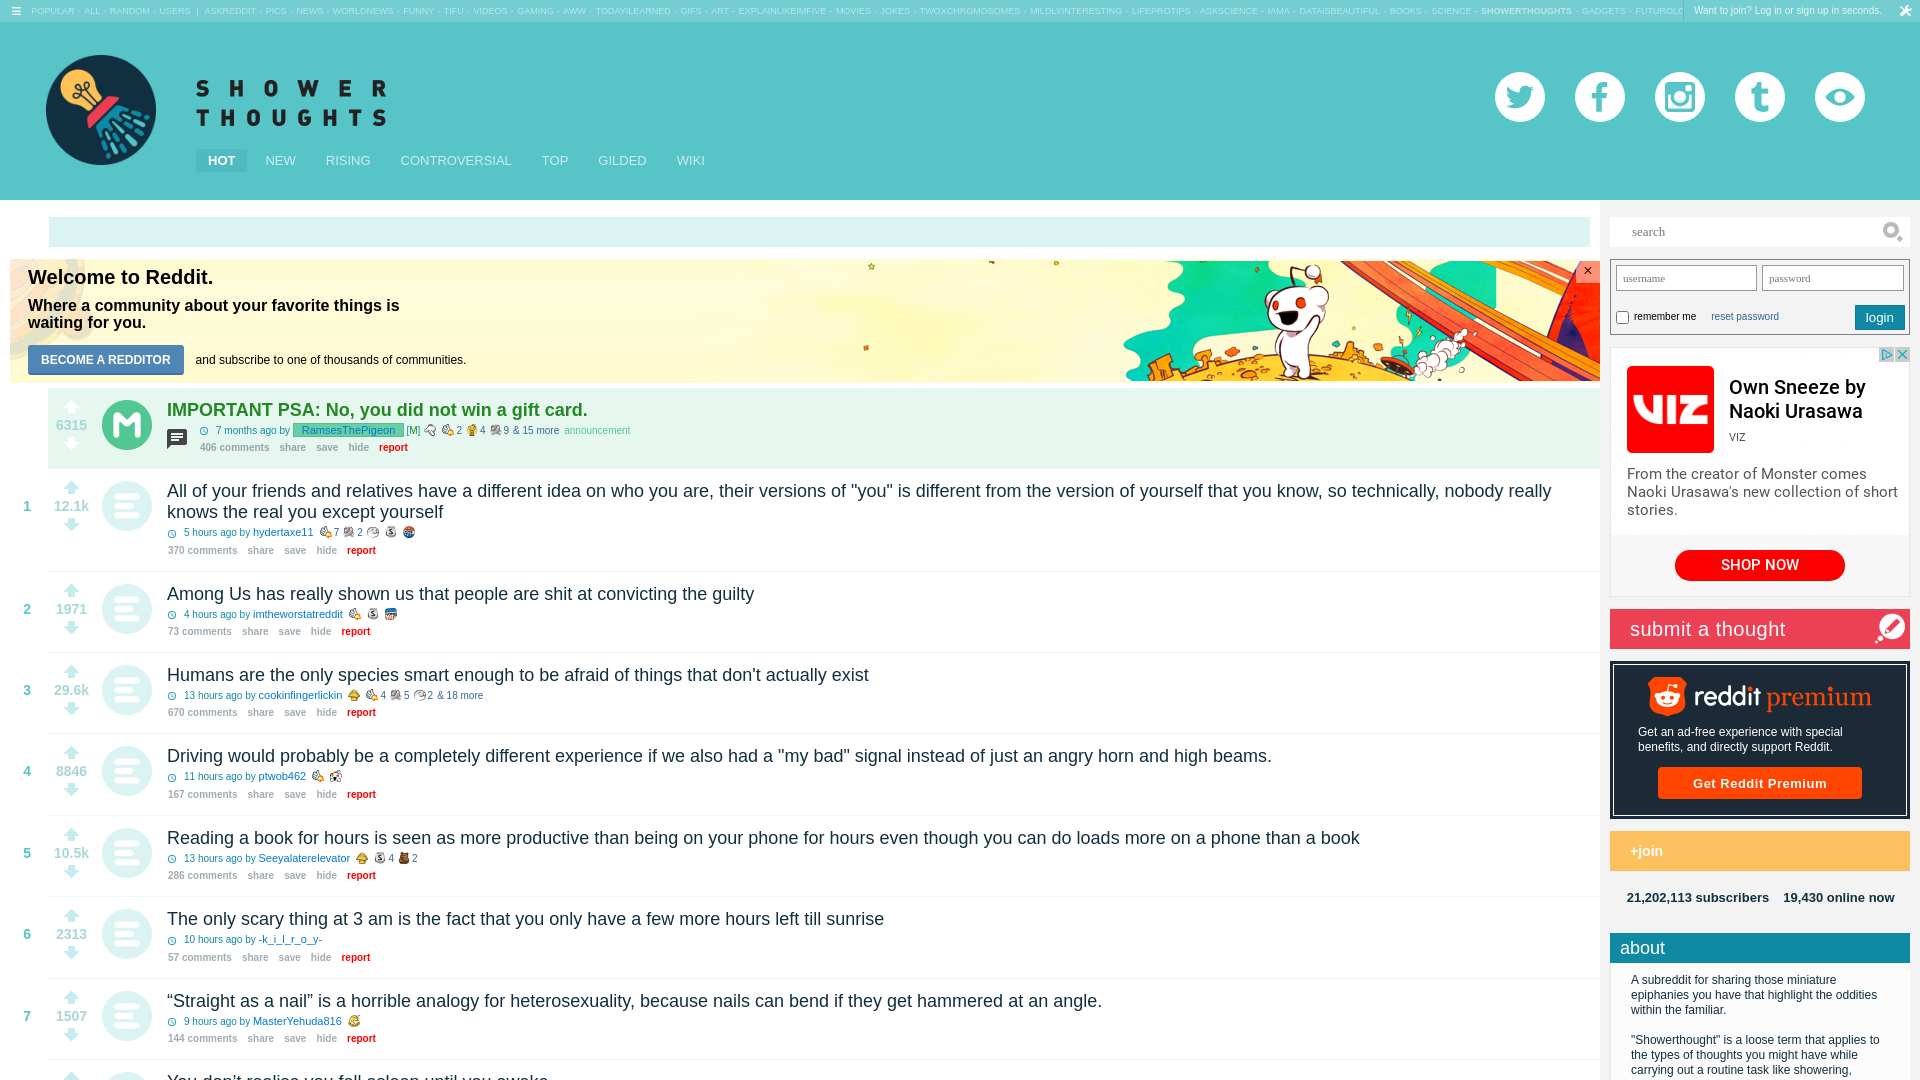 POPULAR - ALL - RANDOM - USERS | ASKREDDIT - PICS - NEWS - WORLDNEWS - FUNNY - TIFU - VIDEOS - GAMING - AWW - TODAYILEARNED - GIFS - ART - EXPLAINLIKEIMFIVE - MOVIES - JOKES - TWOXCHROMOSOMES - MILDLYINTERESTING - LIFEPROTIPS - ASKSCIENCE - IAMA - DATAISBEAUTIFUL - BOOKS - SCIENCE - SHOWERTHOUGHTS - GADGETS - FUTUROLO
Want to join? Log in or sign up in seconds.
SHOWER
THOUGHTS
HOT NEW RISING CONTROVERSIAL TOP GILDED WIKI
Welcome to Reddit.
Where a community about your favorite things is
waiting for you.
BECOME A REDDITOR and subscribe to one of thousands of communities.
×
6315
M
IMPORTANT PSA: No, you did not win a gift card.
7 months ago by RamsesThePigeon [M] 2 4 9 & 15 more announcement
406 comments share save hide report
1
12.1k
All of your friends and relatives have a different idea on who you are, their versions of "you" is different from the version of yourself that you know, so technically, nobody really
knows the real you except yourself
5 hours ago by hydertaxe11 7 2
370 comments share save hide report
2
1971
Among Us has really shown us that people are shit at convicting the guilty
4 hours ago by imtheworstatreddit
73 comments share save hide report
3
29.6k
Humans are the only species smart enough to be afraid of things that don't actually exist
13 hours ago by cookinfingerlickin 4 5 2 & 18 more
670 comments share save hide report
4
8846
Driving would probably be a completely different experience if we also had a "my bad" signal instead of just an angry horn and high beams.
11 hours ago by ptwob462
167 comments share save hide report
5
10.5k
Reading a book for hours is seen as more productive than being on your phone for hours even though you can do loads more on a phone than a book
13 hours ago by Seeyalaterelevator 4 2
286 comments share save hide report
6
2313
The only scary thing at 3 am is the fact that you only have a few more hours left till sunrise
10 hours ago by -k_i_l_r_o_y-
57 comments share save hide report
7
1507
“Straight as a nail” is a horrible analogy for heterosexuality, because nails can bend if they get hammered at an angle.
9 hours ago by MasterYehuda816
144 comments share save hide report
You don’t realise you fell asleep until you awake
search
username password
remember me reset password login
VIZ
Own Sneeze by
Naoki Urasawa
VIZ
From the creator of Monster comes
Naoki Urasawa's new collection of short
stories.
SHOP NOW
submit a thought
reddit premium
Get an ad-free experience with special
benefits, and directly support Reddit.
Get Reddit Premium
+join
21,202,113 subscribers 19,430 online now
about
A subreddit for sharing those miniature
epiphanies you have that highlight the oddities
within the familiar.
"Showerthought" is a loose term that applies to
the types of thoughts you might have while
carrying out a routine task like showering,